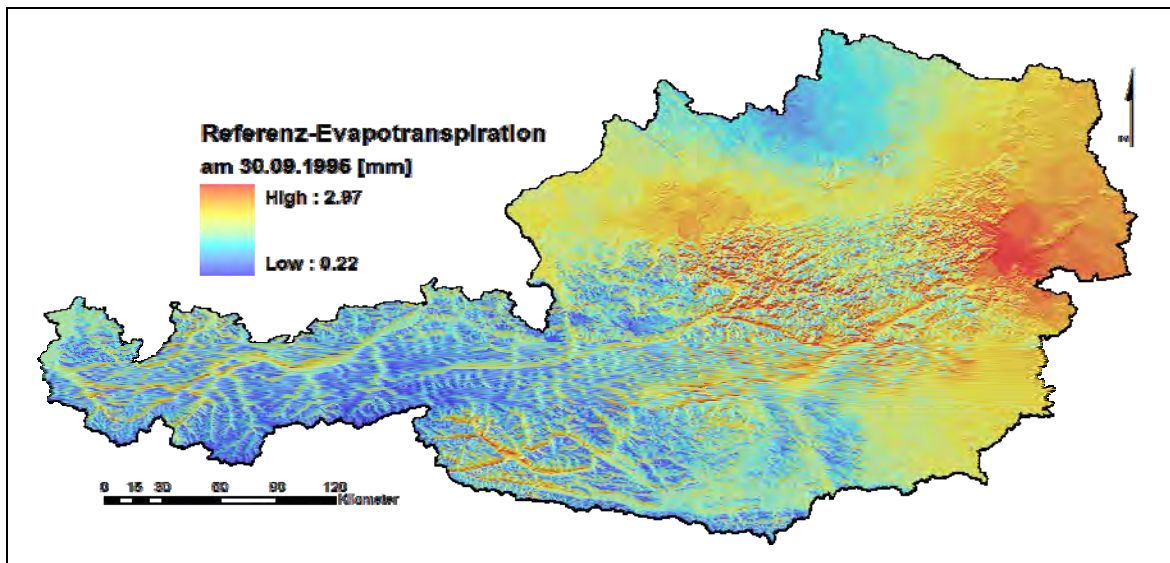 Referenz-Evapotranspiration
am 30.09.1995 [mm]
High : 2.97
Low : 0.22
0 15 30 60 90 120
Kilometer